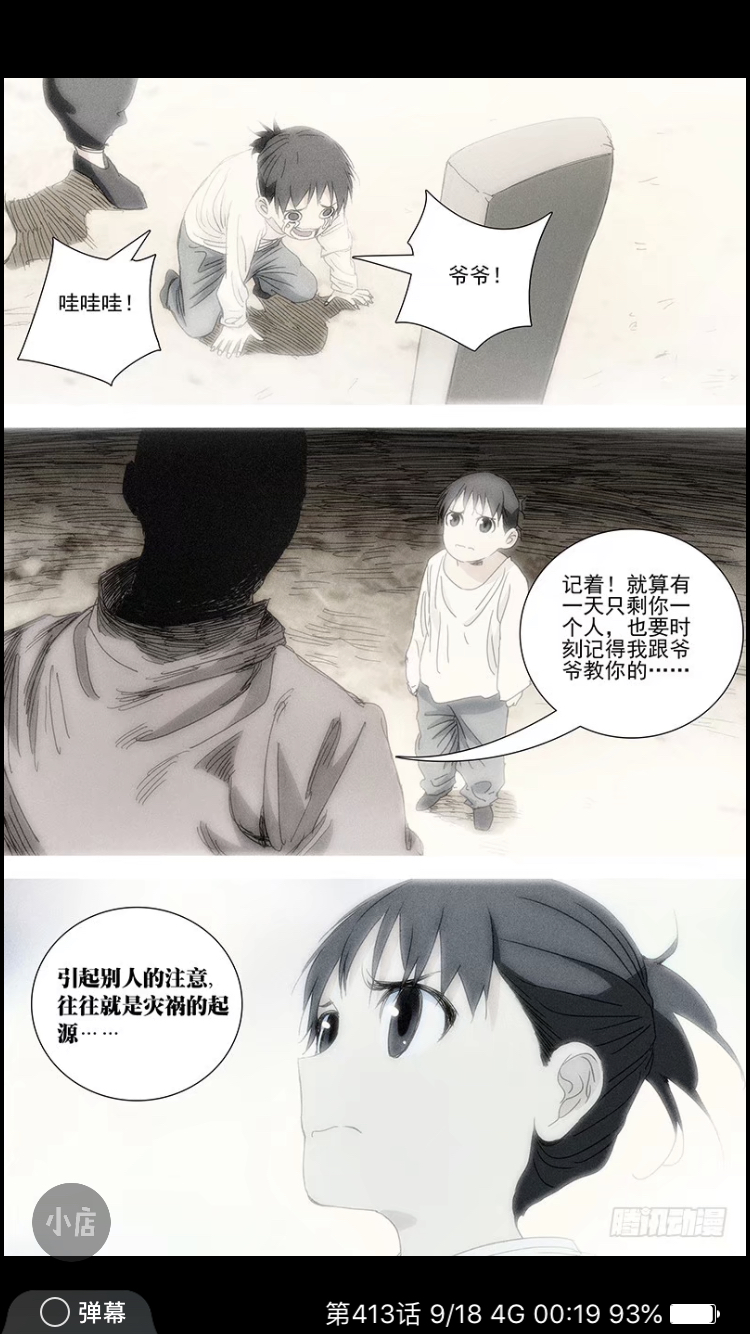 哇哇哇！
爷爷！
记着！就算有
一天只剩你一
个人，也要时
刻记得我跟爷
爷教你的……
引起别人的注意，
往往就是灾祸的起
源……
小店
腾讯动漫
弹幕
第413话 9/18 4G 00:19 93%